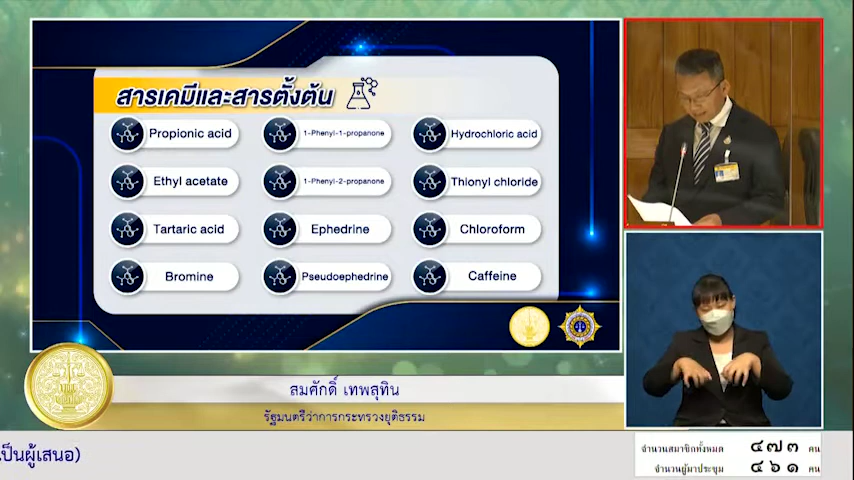 สารเคมีและสารตั้งต้น
Propionic acid
1-Phenyl-1-propanone
Hydrochloric acid
Ethyl acetate
1-Phenyl-2-propanone
Thionyl chloride
Tartaric acid
Ephedrine
Chloroform
Bromine
Pseudoephedrine
Caffeine
สมศักดิ์ เทพสุทิน
รัฐมนตรีว่าการกระทรวงยุติธรรม
เป็นผู้เสนอ)
จำนวนสมาชิกทั้งหมด ๔๗๓ คน
จำนวนผู้มาประชุม ๔๖๑ คน